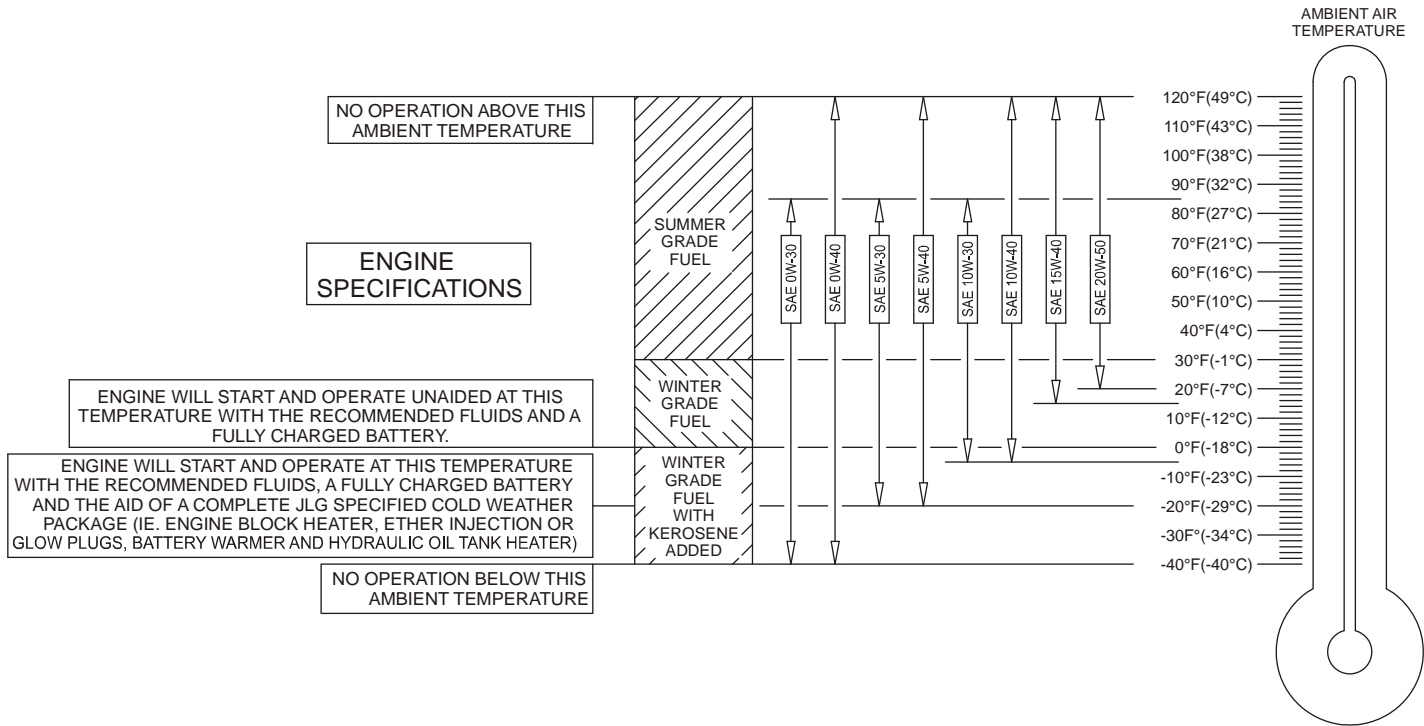 AMBIENT AIR
TEMPERATURE
NO OPERATION ABOVE THIS
AMBIENT TEMPERATURE
ENGINE
SPECIFICATIONS
ENGINE WILL START AND OPERATE UNAIDED AT THIS
TEMPERATURE WITH THE RECOMMENDED FLUIDS AND A
FULLY CHARGED BATTERY.
ENGINE WILL START AND OPERATE AT THIS TEMPERATURE
WITH THE RECOMMENDED FLUIDS, A FULLY CHARGED BATTERY
AND THE AID OF A COMPLETE JLG SPECIFIED COLD WEATHER
PACKAGE (IE. ENGINE BLOCK HEATER, ETHER INJECTION OR
GLOW PLUGS, BATTERY WARMER AND HYDRAULIC OIL TANK HEATER)
NO OPERATION BELOW THIS
AMBIENT TEMPERATURE
SUMMER
GRADE
FUEL
WINTER
GRADE
FUEL
WINTER
GRADE
FUEL
WITH
KEROSENE
ADDED
SAE 0W-30
SAE 0W-40
SAE 5W-30
SAE 5W-40
SAE 10W-30
SAE 10W-40
SAE 15W-40
SAE 20W-50
120°F(49°C)
110°F(43°C)
100°F(38°C)
90°F(32°C)
80°F(27°C)
70°F(21°C)
60°F(16°C)
50°F(10°C)
40°F(4°C)
30°F(-1°C)
20°F(-7°C)
10°F(-12°C)
0°F(-18°C)
-10°F(-23°C)
-20°F(-29°C)
-30F°(-34°C)
-40°F(-40°C)